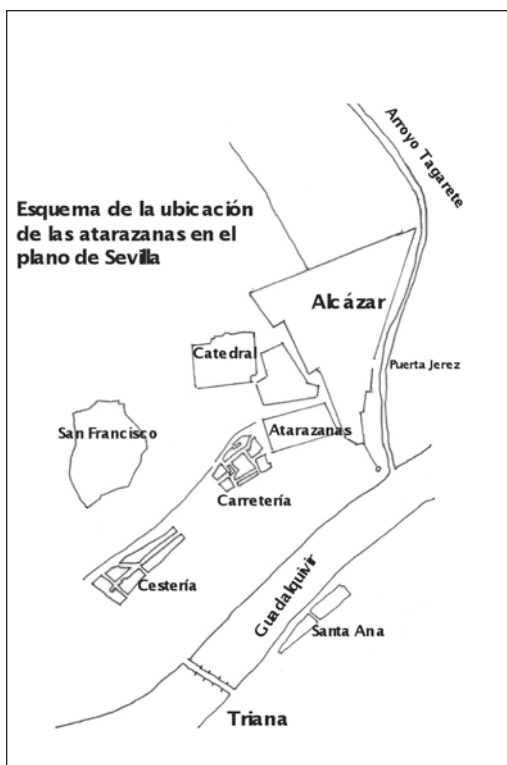 Arroyo Tagarete
Esquema de la ubicación
de las atarazanas en el
plano de Sevilla
Alcázar
Catedral
Puerta Jerez
San Francisco
Atarazanas
Carretería
Cestería
Guadalquivir
Santa Ana
Triana